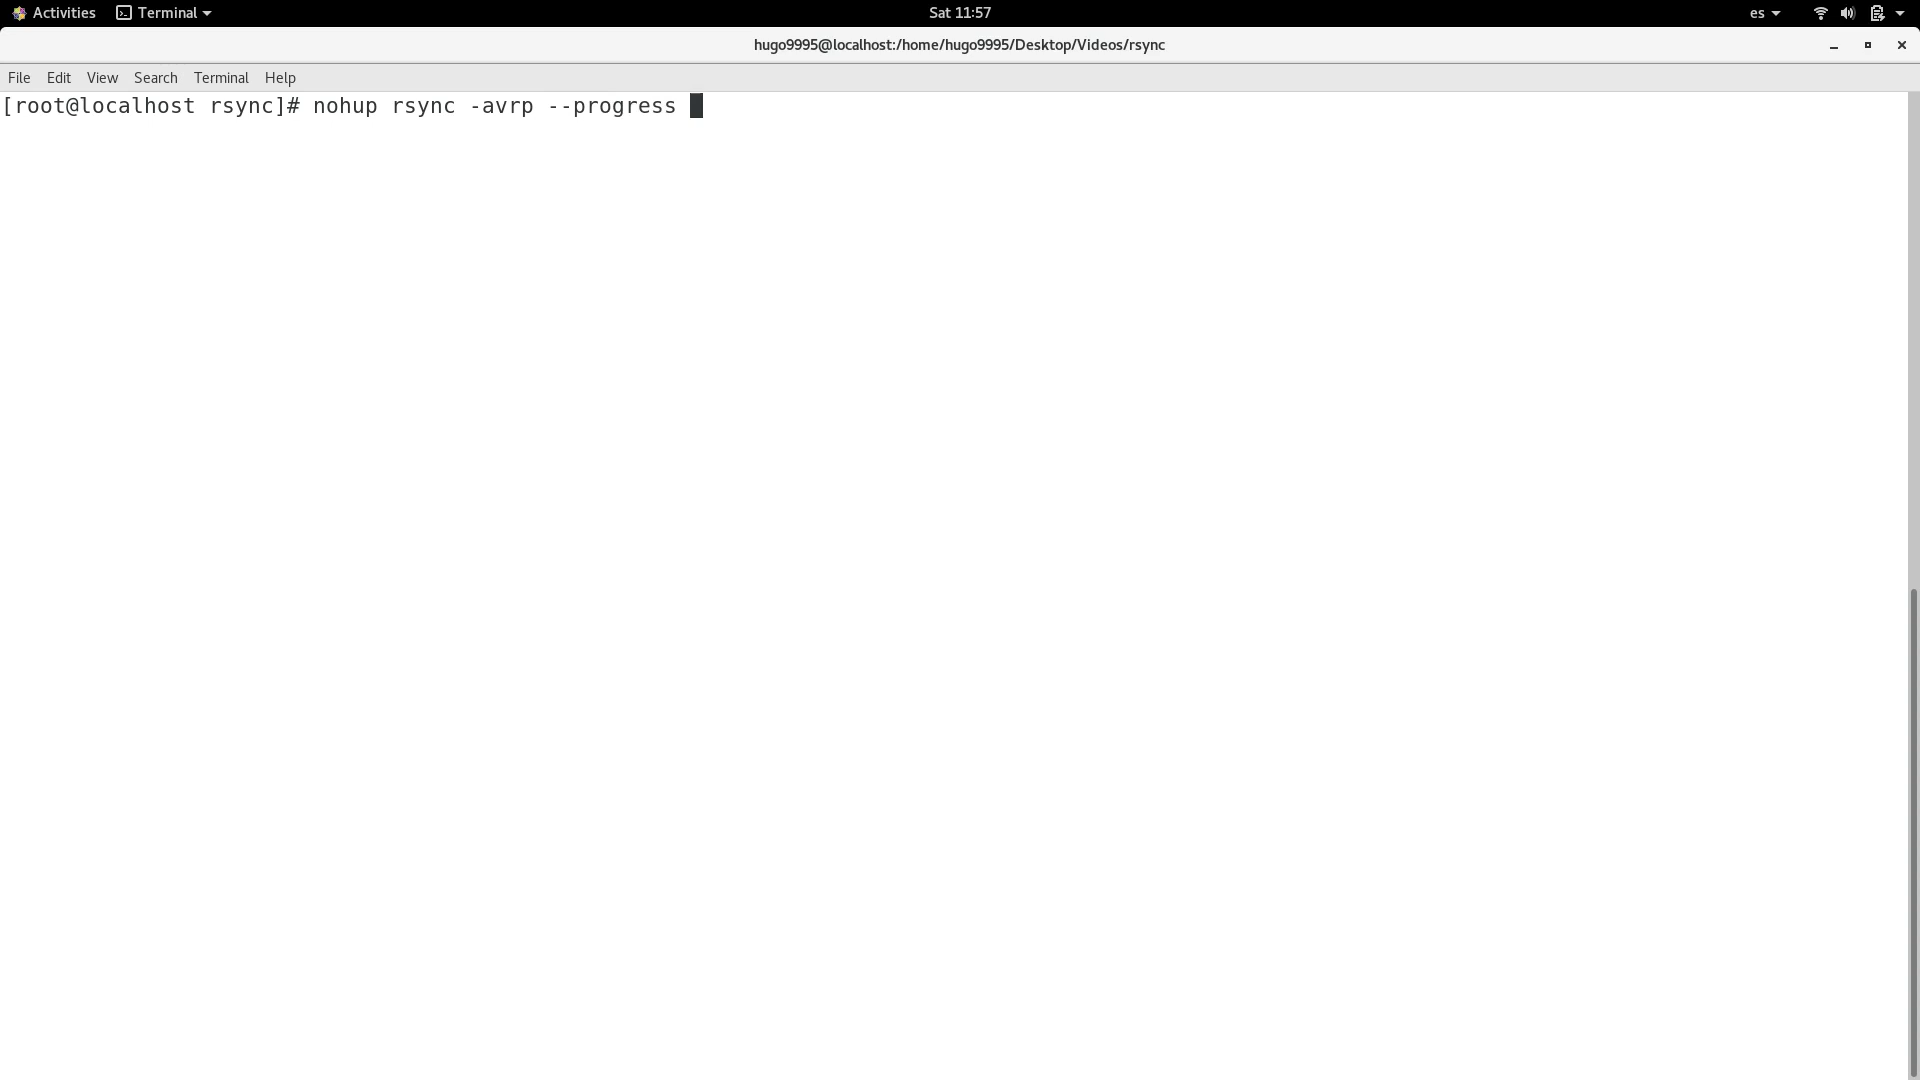 Activities Terminal Sat 11:57 es
hugo9995@localhost:/home/hugo9995/Desktop/Videos/rsync
File Edit View Search Terminal Help
[root@localhost rsync]# nohup rsync -avrp --progress